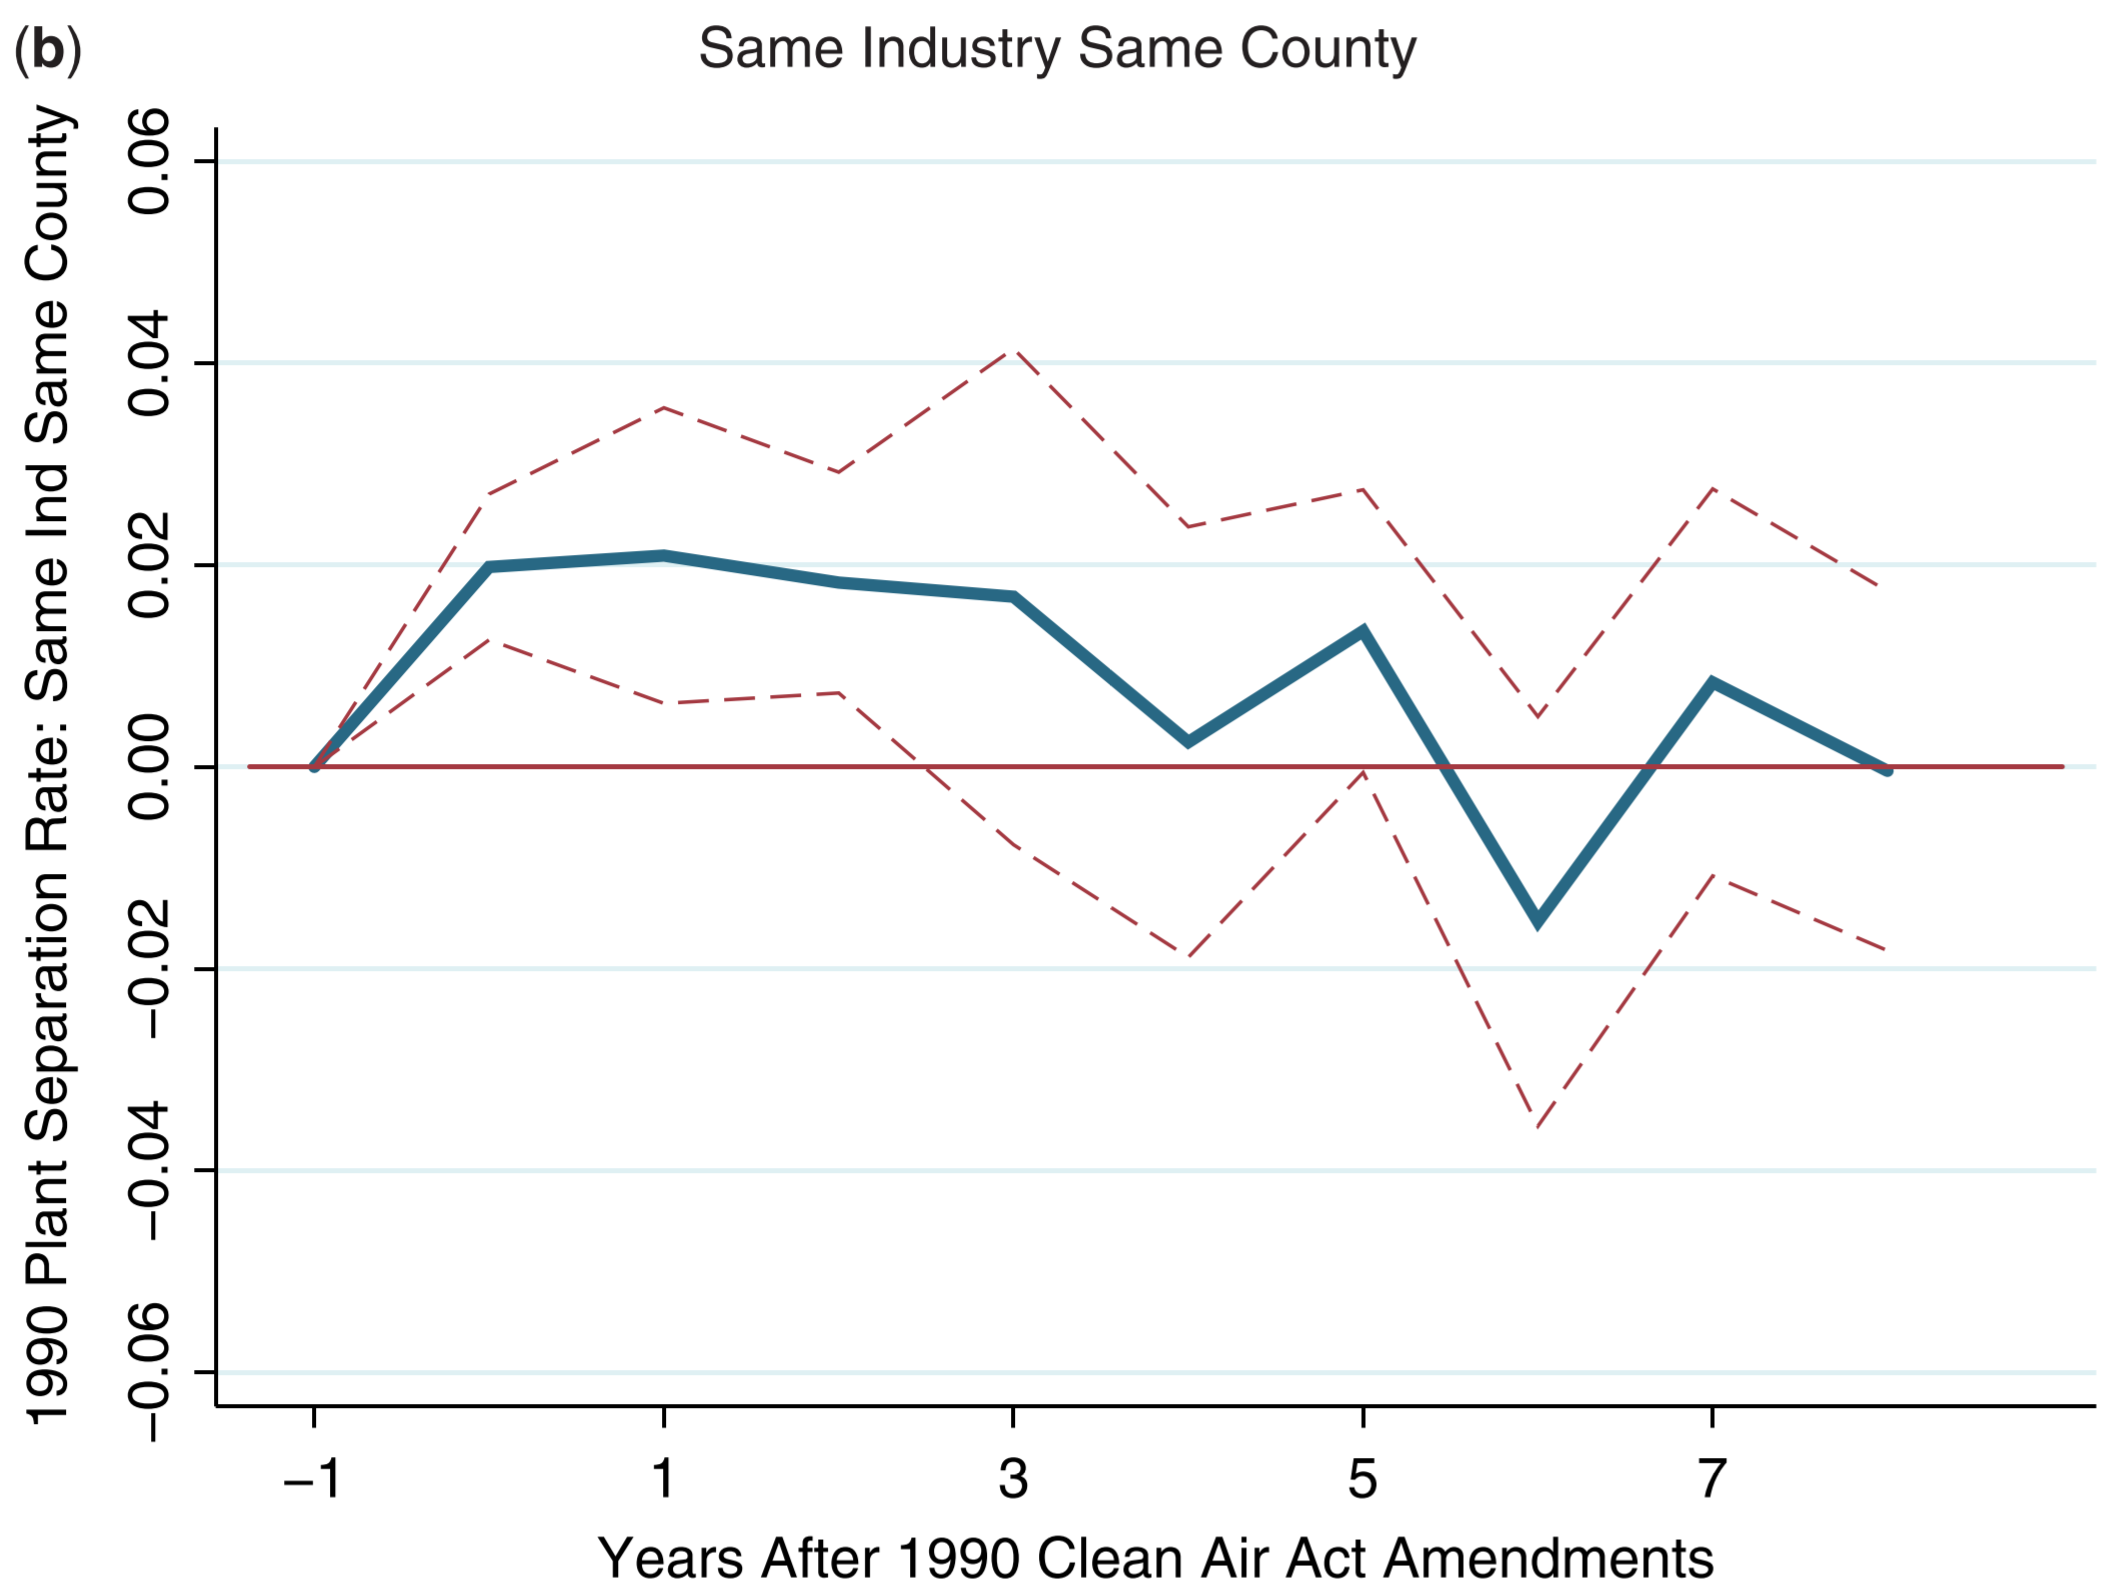 (b)
Same Industry Same County
1990 Plant Separation Rate: Same Ind Same County
0.06
0.04
0.02
0.00
−0.02
−0.04
−0.06
−1 1 3 5 7
Years After 1990 Clean Air Act Amendments